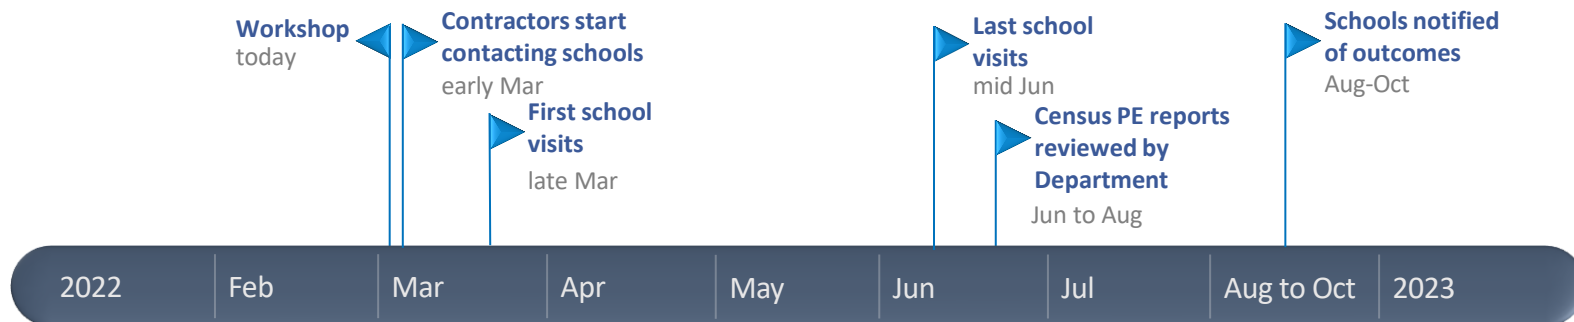 Workshop
today
Contractors start
contacting schools
early Mar
First school
visits
late Mar
Last school
visits
mid Jun
Census PE reports
reviewed by
Department
Jun to Aug
Schools notified
of outcomes
Aug-Oct
2022
Feb
Mar
Apr
May
Jun
Jul
Aug to Oct
2023